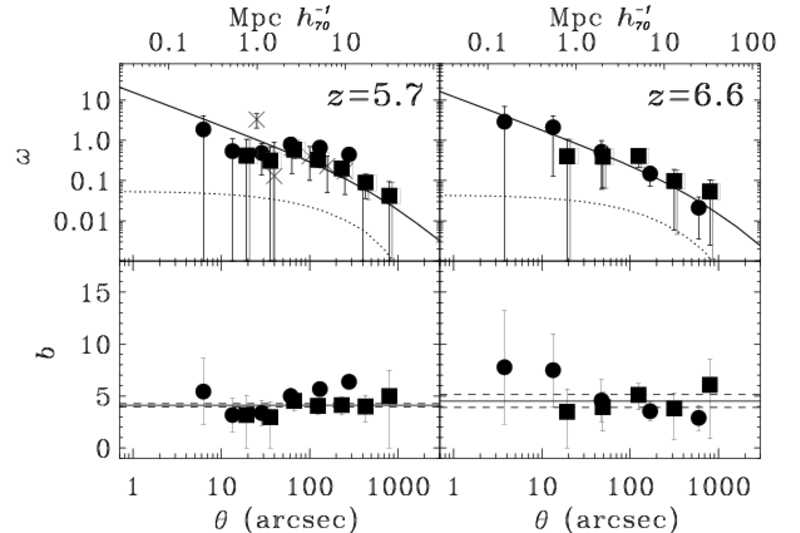 Mpc h₇₀⁻¹ Mpc h₇₀⁻¹
0.1 1.0 10 0.1 1.0 10 100
z=5.7 z=6.6
10
1.0
ω
0.1
0.01
15
10
b
5
0
1 10 100 1000 1 10 100 1000
θ (arcsec) θ (arcsec)